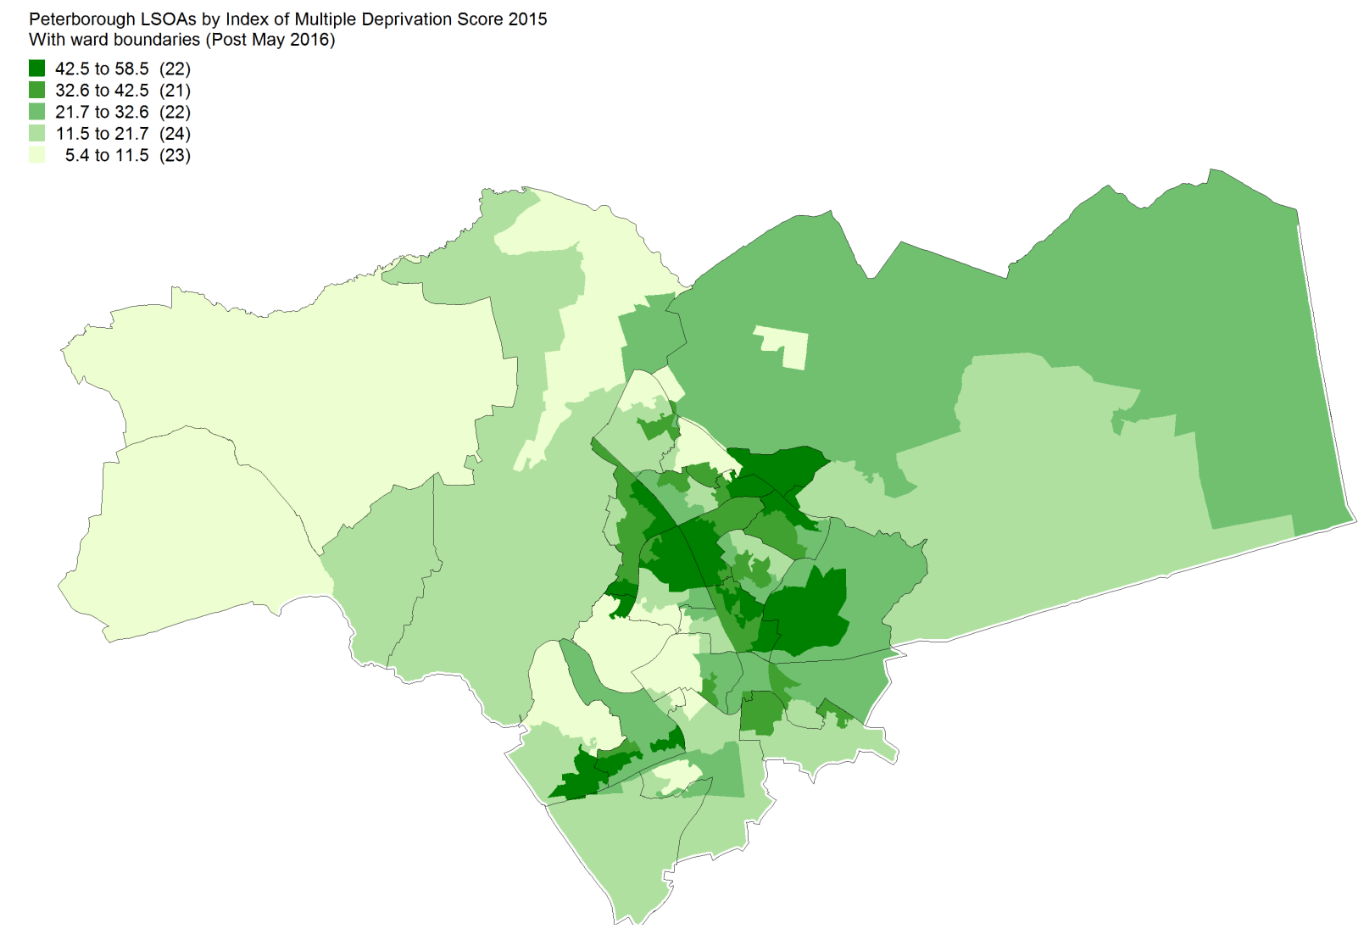 Peterborough LSOAs by Index of Multiple Deprivation Score 2015
With ward boundaries (Post May 2016)
42.5 to 58.5 (22)
32.6 to 42.5 (21)
21.7 to 32.6 (22)
11.5 to 21.7 (24)
5.4 to 11.5 (23)